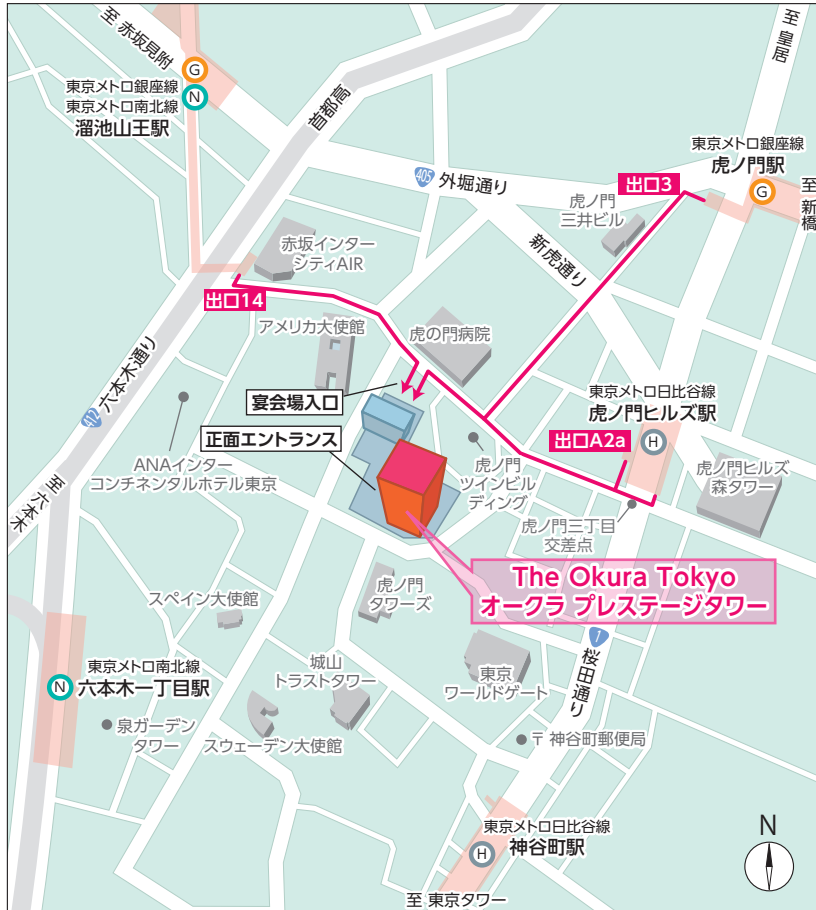 至 赤坂見附
G
東京メトロ銀座線
東京メトロ南北線
N
溜池山王駅
首都高
至 皇居
東京メトロ銀座線
虎ノ門駅
G
至 新橋
405
外堀通り
出口3
虎ノ門
三井ビル
新虎通り
赤坂インター
シティAIR
出口14
アメリカ大使館
虎の門病院
412
六本木通り
宴会場入口
正面エントランス
東京メトロ日比谷線
虎ノ門ヒルズ駅
H
出口A2a
ANAインター
コンチネンタルホテル東京
虎ノ門
ツインビル
ディング
虎ノ門ヒルズ
森タワー
虎ノ門三丁目
交差点
至 六本木
The Okura Tokyo
オークラ プレステージタワー
虎ノ門
タワーズ
スペイン大使館
1
桜田通り
東京メトロ南北線
N
六本木一丁目駅
城山
トラストタワー
東京
ワールドゲート
泉ガーデン
タワー
スウェーデン大使館
〒 神谷町郵便局
東京メトロ日比谷線
H
神谷町駅
N
至 東京タワー